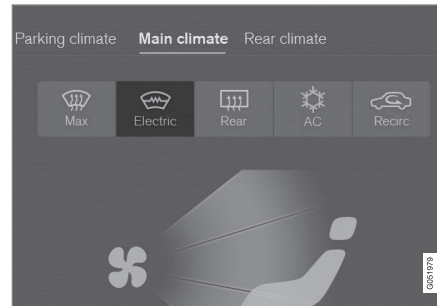 Parking climate Main climate Rear climate
Max Electric Rear AC Recirc
G051979